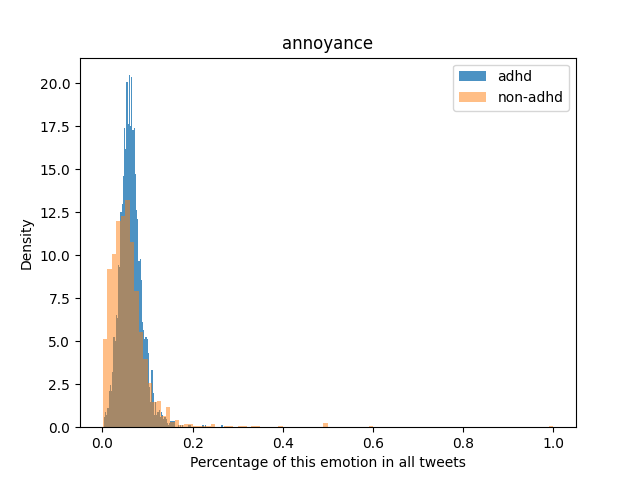 annoyance
adhd
non-adhd
Density
20.0
17.5
15.0
12.5
10.0
7.5
5.0
2.5
0.0
0.0 0.2 0.4 0.6 0.8 1.0
Percentage of this emotion in all tweets